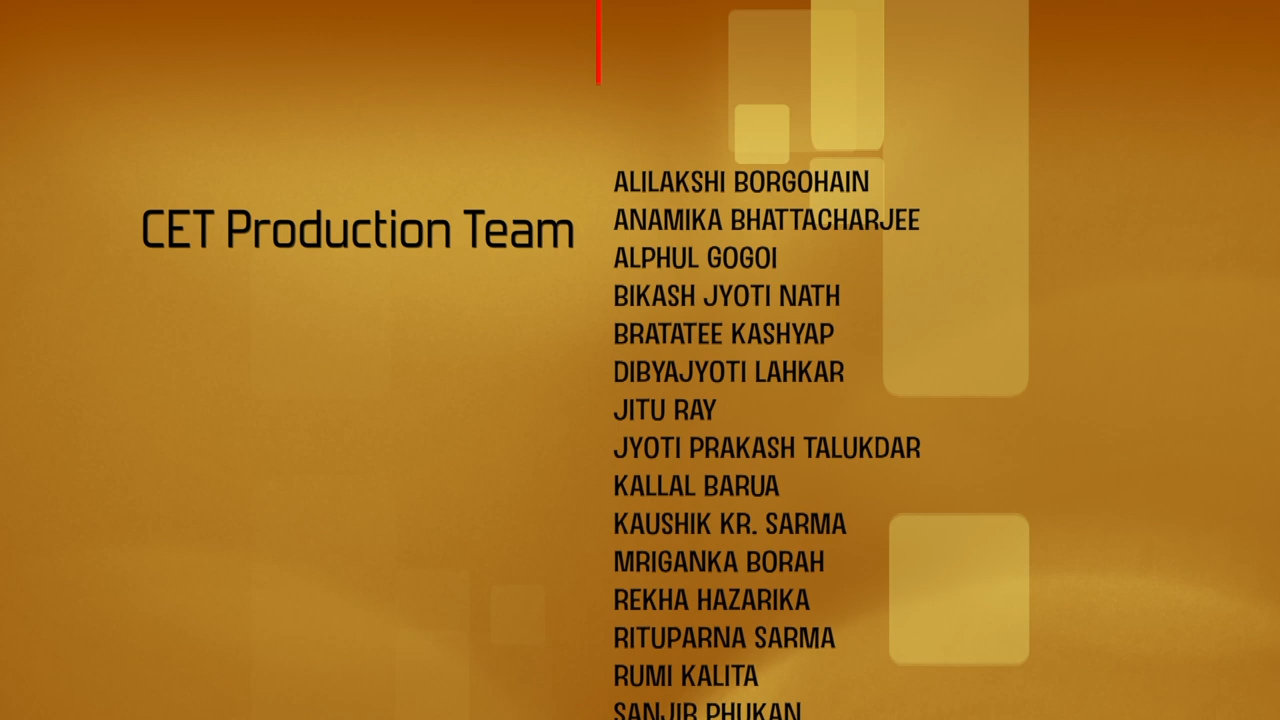 CET Production Team
ALILAKSHI BORGOHAIN
ANAMIKA BHATTACHARJEE
ALPHUL GOGOI
BIKASH JYOTI NATH
BRATATEE KASHYAP
DIBYAJYOTI LAHKAR
JITU RAY
JYOTI PRAKASH TALUKDAR
KALLAL BARUA
KAUSHIK KR. SARMA
MRIGANKA BORAH
REKHA HAZARIKA
RITUPARNA SARMA
RUMI KALITA
PHUKAN